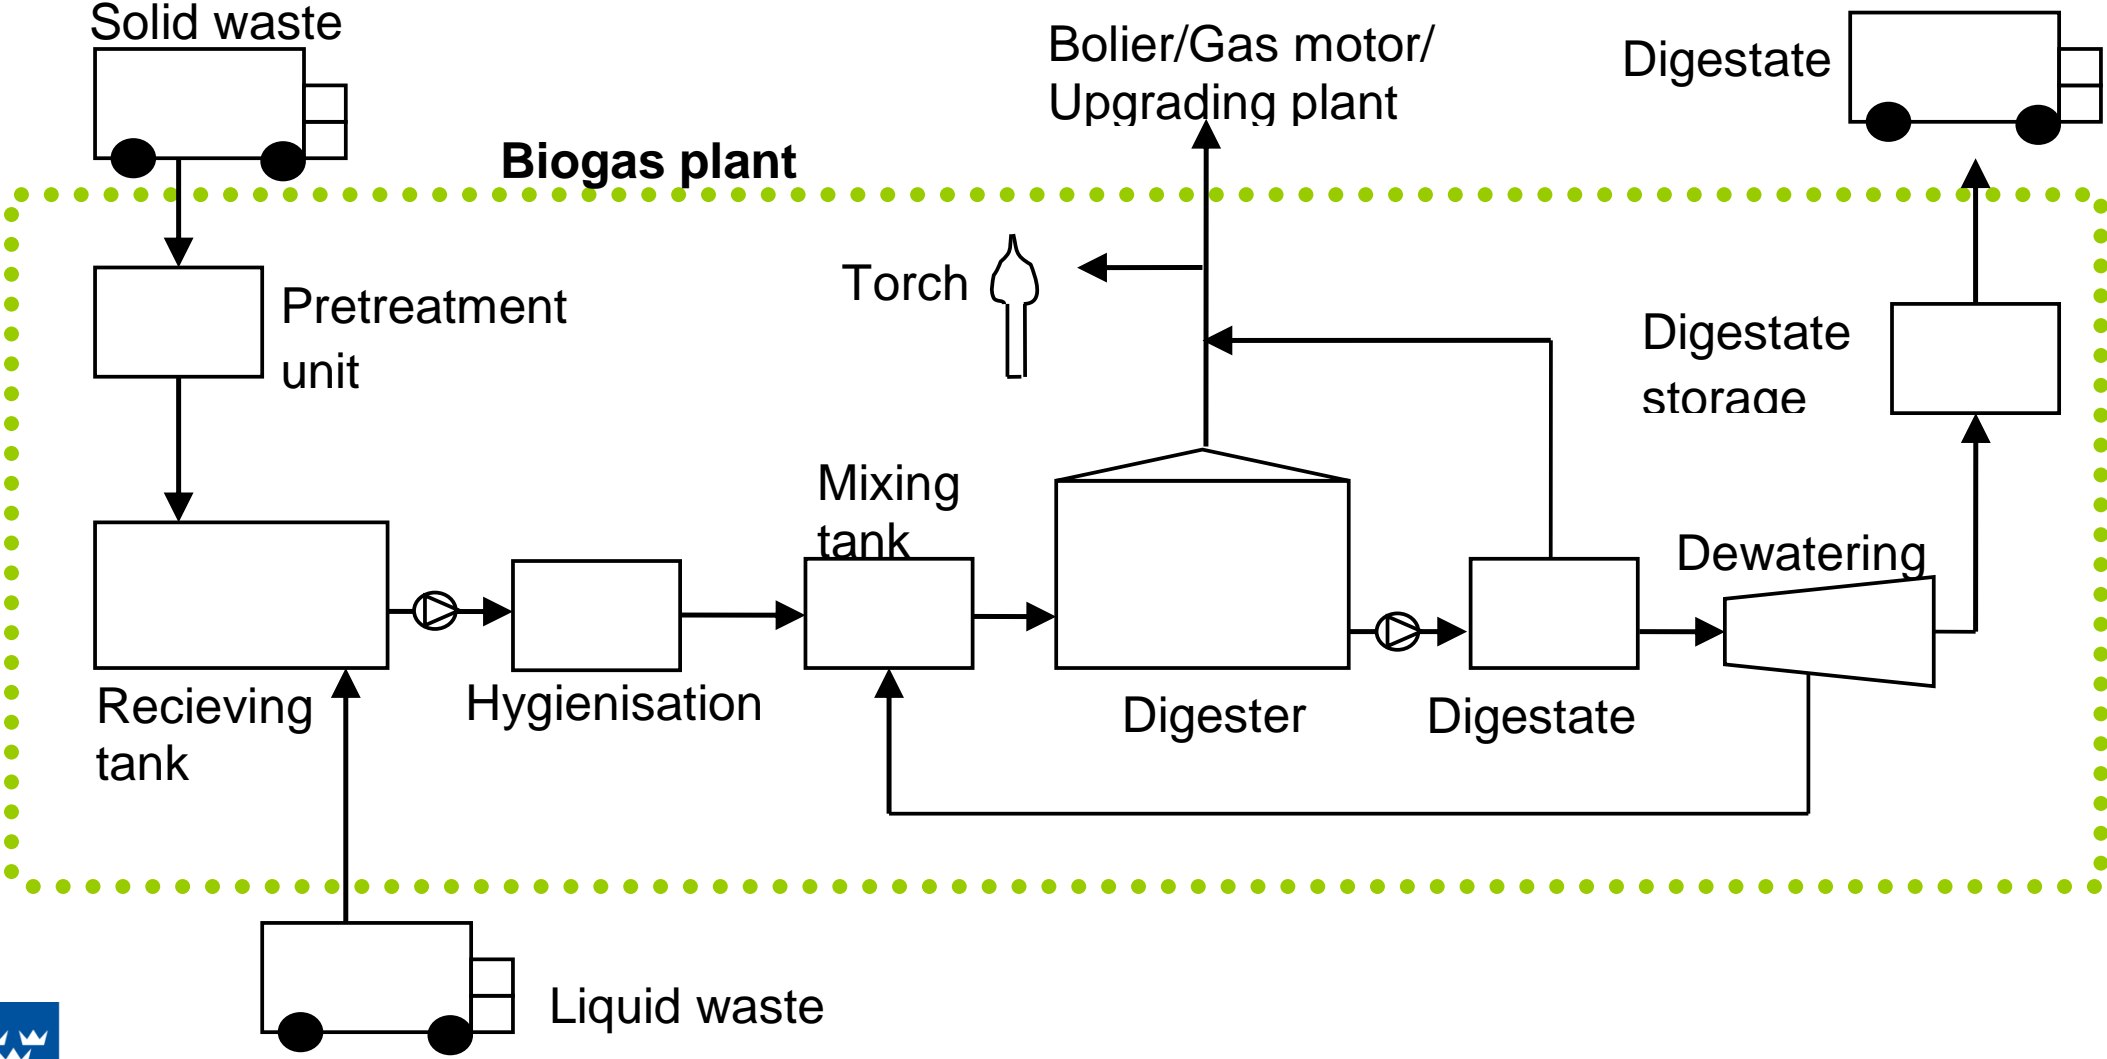 Solid waste
Bolier/Gas motor/
Upgrading plant
Digestate
Biogas plant
Torch
Pretreatment
unit
Digestate
storage
Mixing
tank
Dewatering
Recieving
tank
Hygienisation
Digester
Digestate
Liquid waste